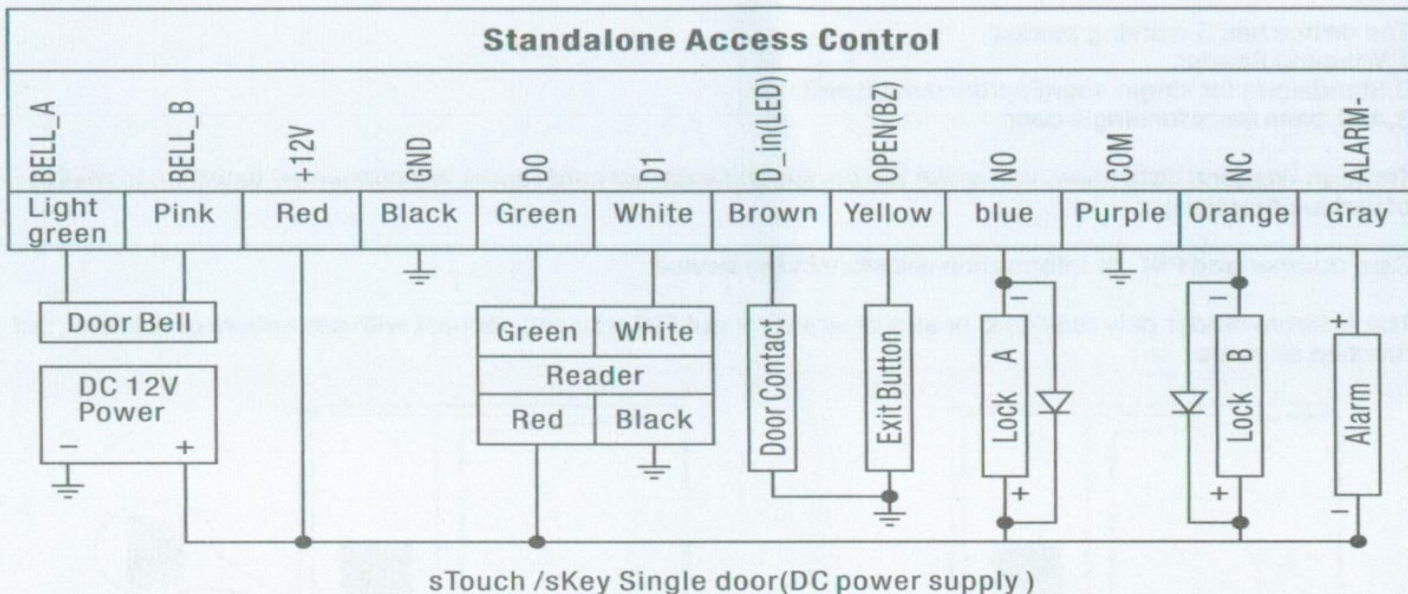 Standalone Access Control
BELL_A BELL_B +12V GND D0 D1 D_in(LED) OPEN(BZ) NO COM NC ALARM-
Light green Pink Red Black Green White Brown Yellow blue Purple Orange Gray
Door Bell
DC 12V
Power
− +
Green White
Reader
Red Black
Door Contact
Exit Button
− Lock A +
− Lock B +
+ Alarm −
sTouch /sKey Single door(DC power supply )